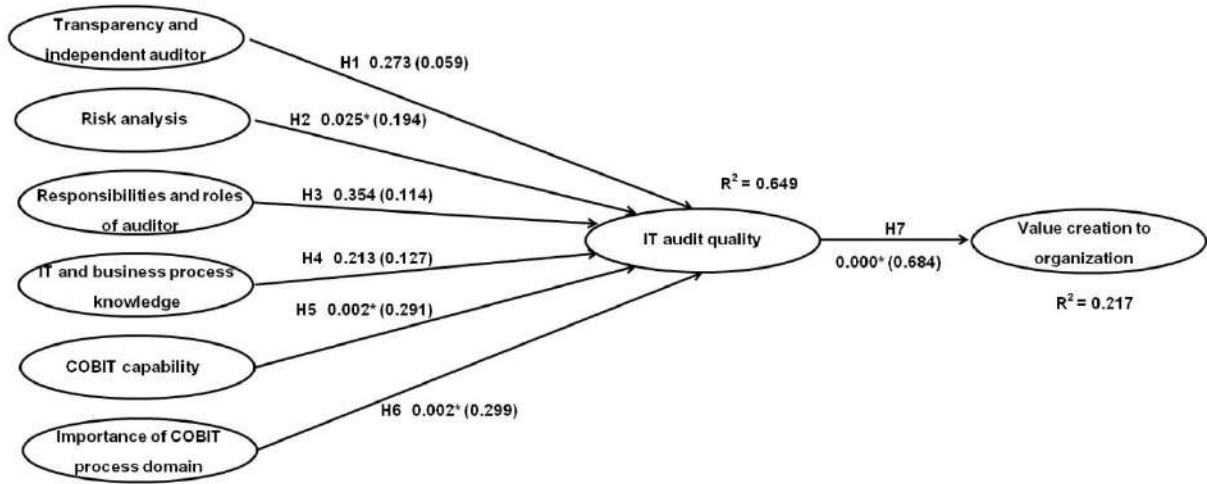 Transparency and
independent auditor
H1 0.273 (0.059)
Risk analysis
H2 0.025* (0.194)
Responsibilities and roles
of auditor
H3 0.354 (0.114)
IT and business process
knowledge
H4 0.213 (0.127)
COBIT capability
H5 0.002* (0.291)
Importance of COBIT
process domain
H6 0.002* (0.299)
R² = 0.649
IT audit quality
H7
0.000* (0.684)
Value creation to
organization
R² = 0.217